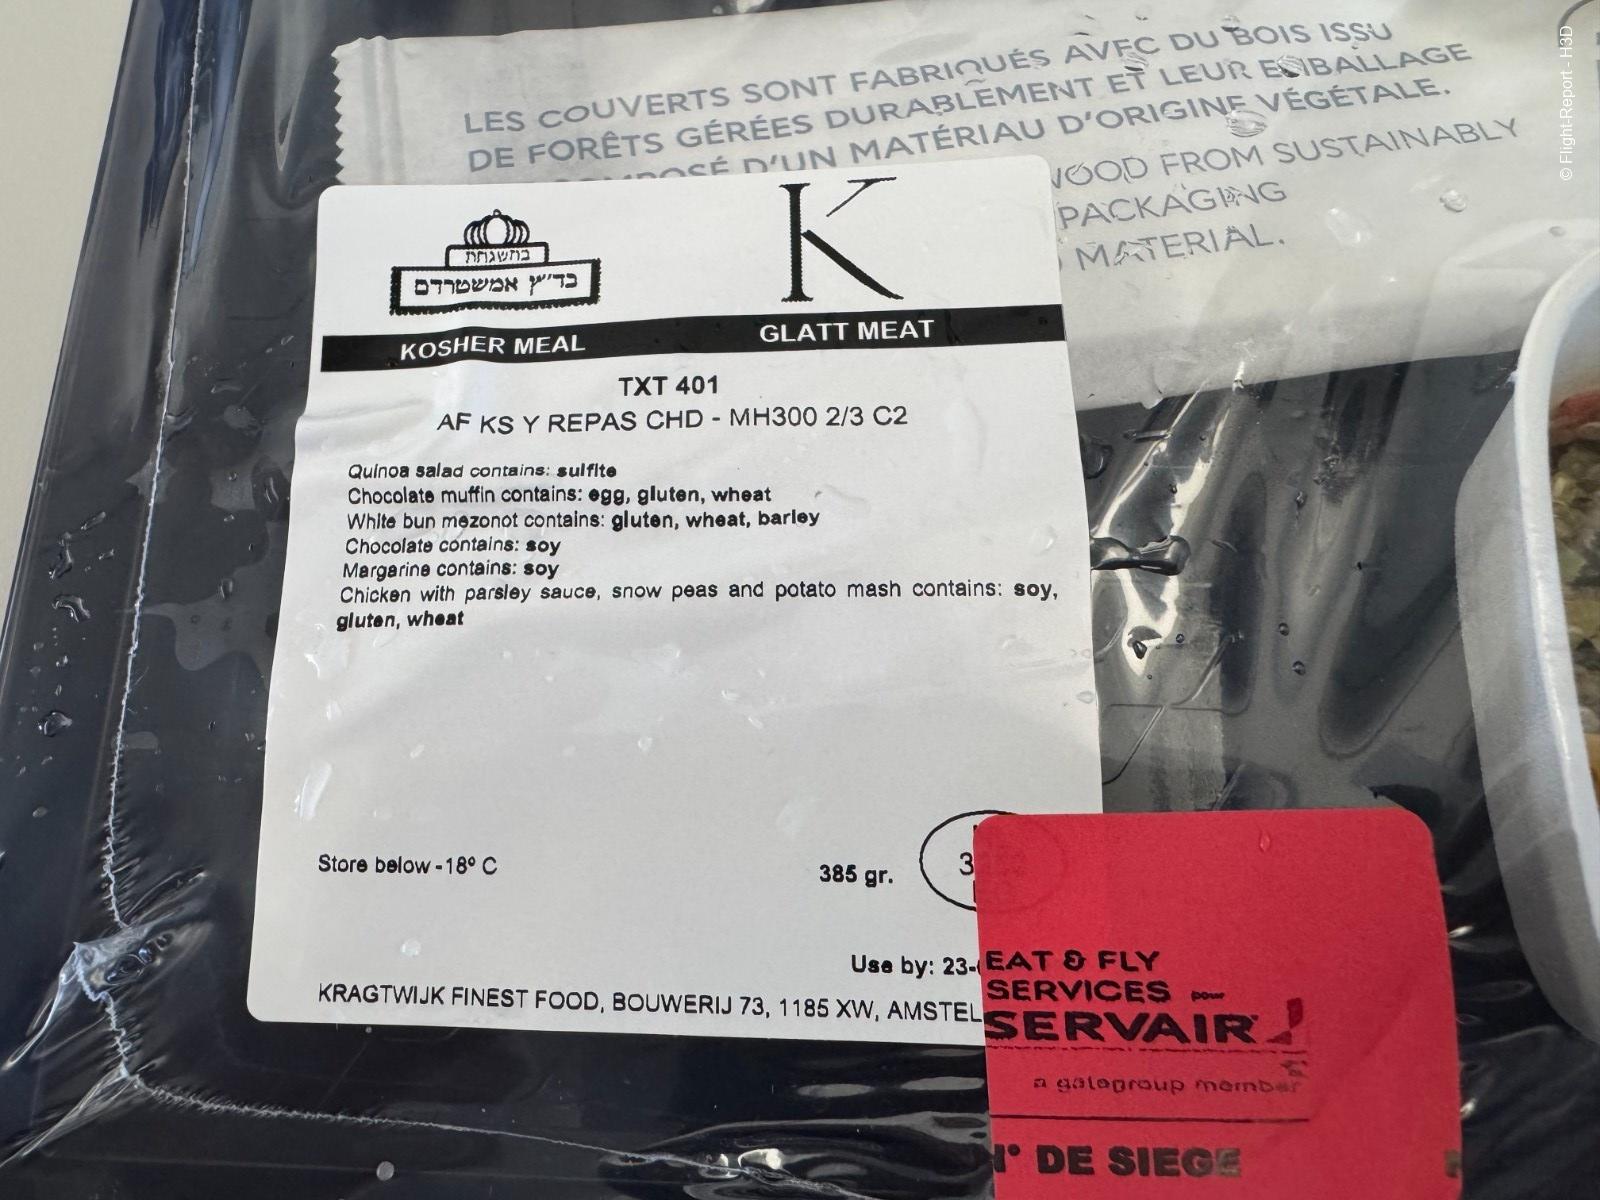 © Flight-Report - H3D
LES COUVERTS SONT FABRIQUÉS AVEC DU BOIS ISSU
DE FORÊTS GÉRÉES DURABLEMENT ET LEUR EMBALLAGE
D'UN MATÉRIAU D'ORIGINE VÉGÉTALE.
WOOD FROM SUSTAINABLY
PACKAGING
MATERIAL.
בהשגחת
בד״ץ אמשטרדם
K
KOSHER MEAL GLATT MEAT
TXT 401
AF KS Y REPAS CHD - MH300 2/3 C2
Quinoa salad contains: sulfite
Chocolate muffin contains: egg, gluten, wheat
White bun mezonot contains: gluten, wheat, barley
Chocolate contains: soy
Margarine contains: soy
Chicken with parsley sauce, snow peas and potato mash contains: soy,
gluten, wheat
Store below -18º C 385 gr. 3
Use by: 23-
KRAGTWIJK FINEST FOOD, BOUWERIJ 73, 1185 XW, AMSTEL
EAT & FLY
SERVICES pour
SERVAIR
a gategroup member
N° DE SIEGE